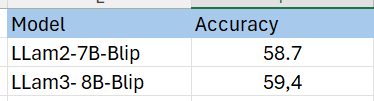 Model Accuracy
LLam2-7B-Blip 58.7
LLam3- 8B-Blip 59,4